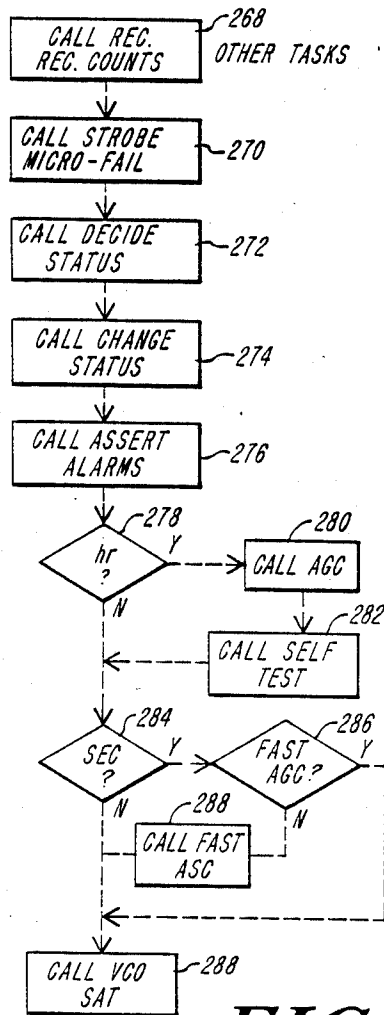 268
CALL REC.
REC. COUNTS
OTHER TASKS
CALL STROBE
MICRO-FAIL
270
CALL DECIDE
STATUS
272
CALL CHANGE
STATUS
274
CALL ASSERT
ALARMS
276
278
hr
?
Y
N
280
CALL AGC
282
CALL SELF
TEST
284
SEC
?
Y
N
286
FAST
AGC?
Y
N
288
CALL FAST
ASC
CALL VCO
SAT
288